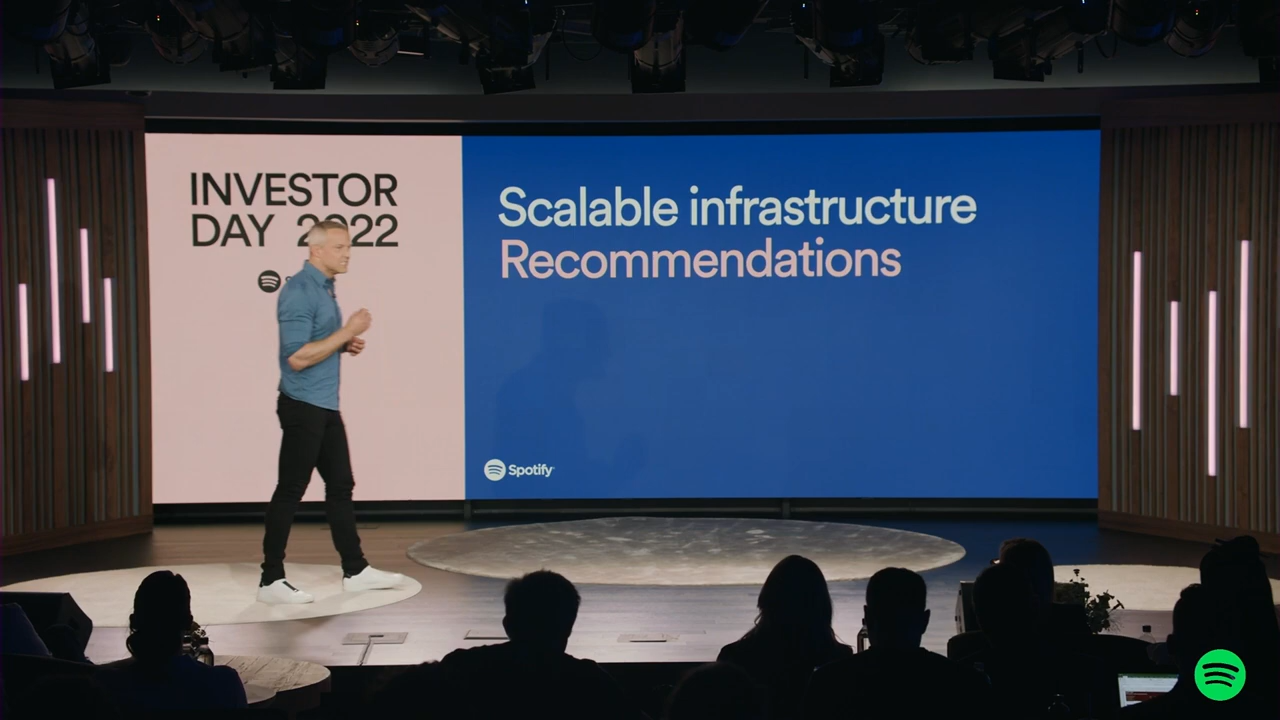 INVESTOR
DAY 2022
Scalable infrastructure
Recommendations
Spotify